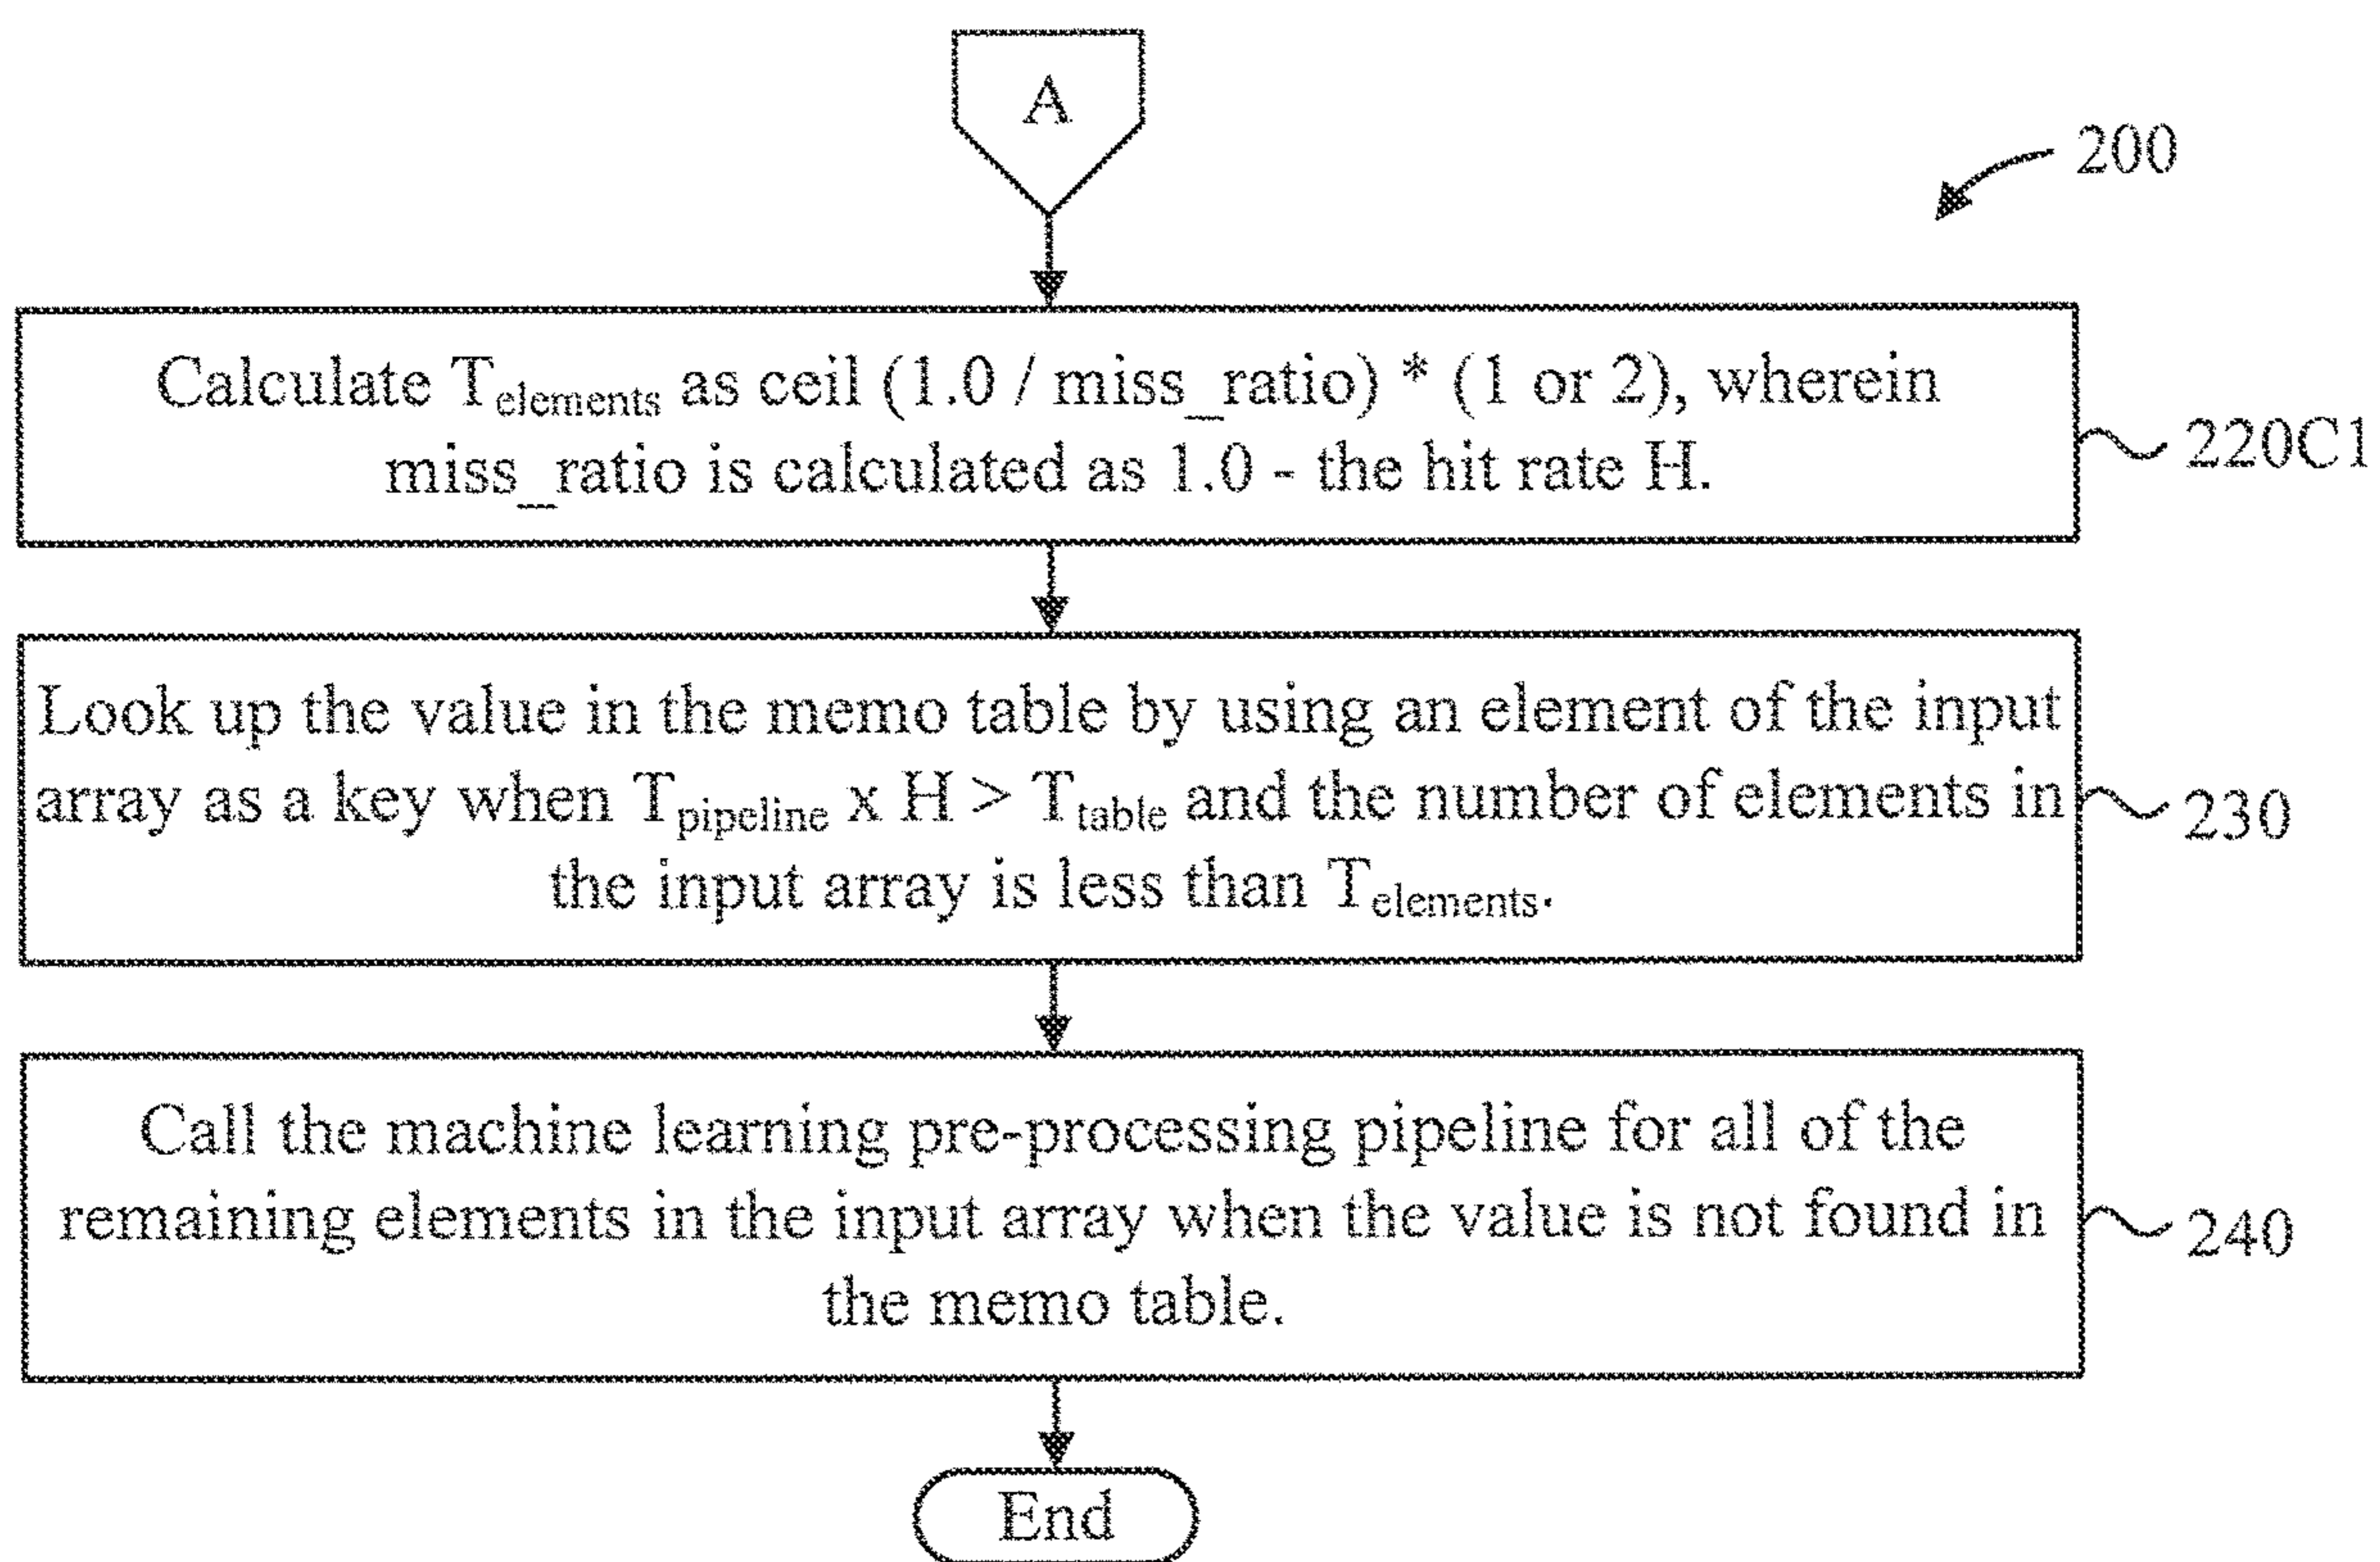 A
200
Calculate Telements as ceil (1.0 / miss_ratio) * (1 or 2), wherein
miss_ratio is calculated as 1.0 - the hit rate H.
220C1
Look up the value in the memo table by using an element of the input
array as a key when Tpipeline x H > Ttable and the number of elements in
the input array is less than Telements.
230
Call the machine learning pre-processing pipeline for all of the
remaining elements in the input array when the value is not found in
the memo table.
240
End